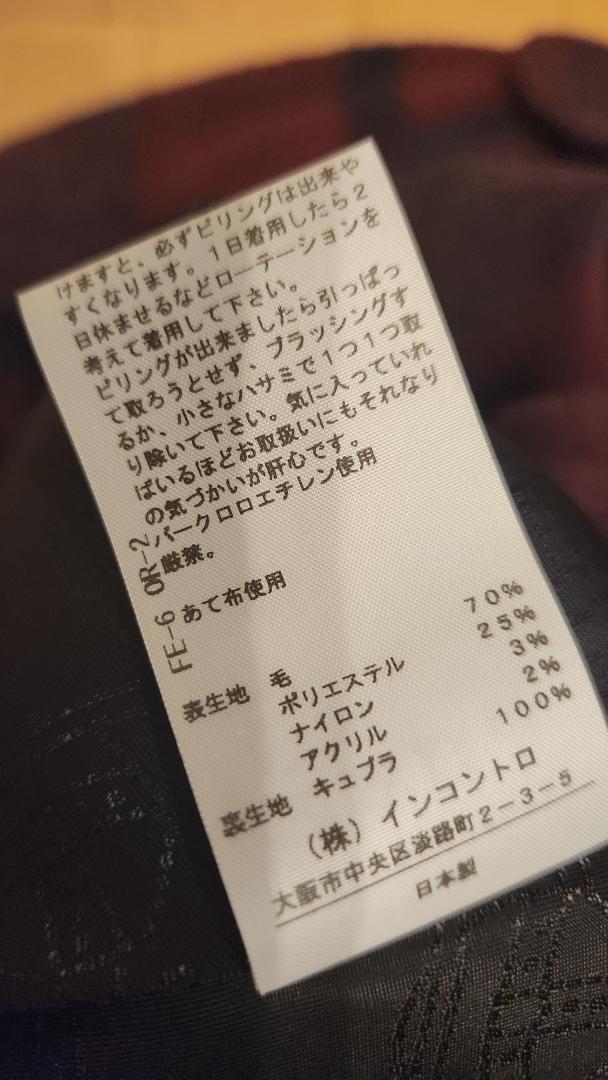 けますと、必ずピリングは出来や
すくなります。1日着用したら2
日休ませるなどローテーションを
考えて着用して下さい。
ピリングが出来ましたら引っぱっ
て取ろうとせず、ブラッシングす
るか、小さなハサミで1つ1つ取
り除いて下さい。気に入っていれ
ばいるほどお取扱いにもそれなり
の気づかいが肝心です。
パークロロエチレン使用
厳禁。
あて布使用
FE-6 QR-2
表生地 毛 70%
ポリエステル 25%
ナイロン 3%
アクリル 2%
裏生地 キュプラ 100%
(株)インコントロ
大阪市中央区淡路町2-3-5
日本製